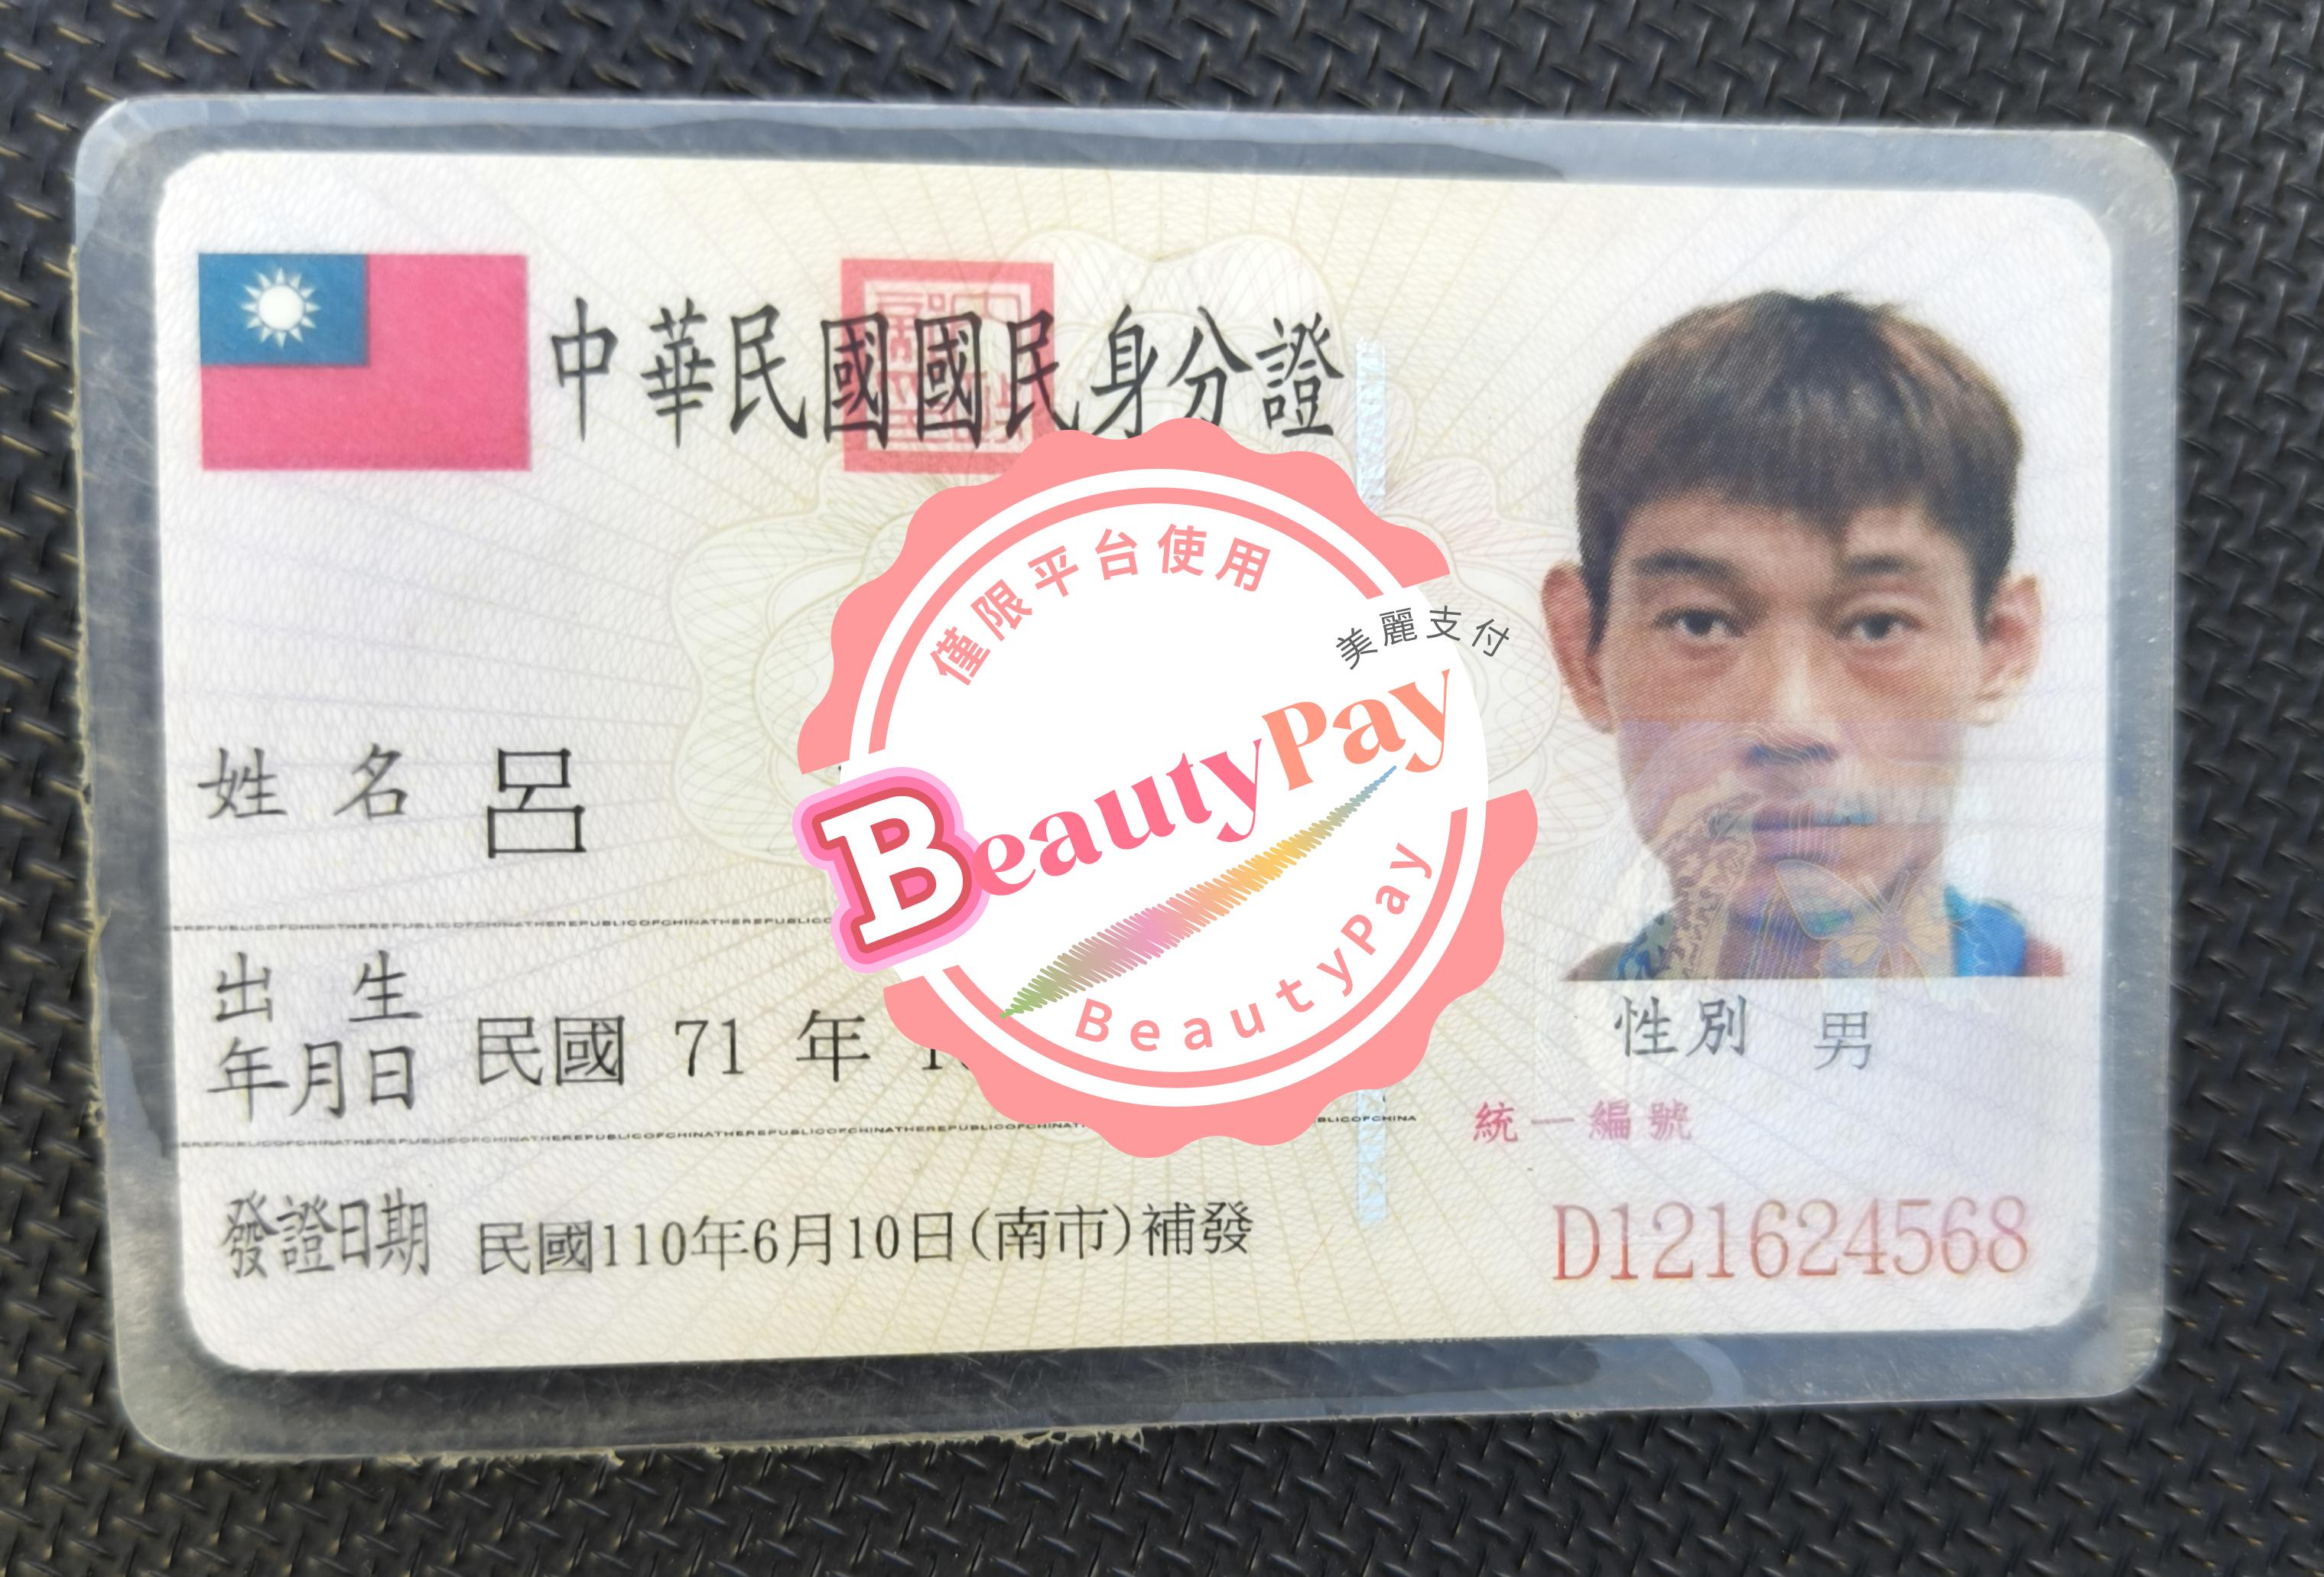 中華民國國民身分證
僅限平台使用
美麗支付
BeautyPay
BeautyPay
姓名 呂
出生年月日 民國 71 年
發證日期 民國110年6月10日(南市)補發
性別 男
統一編號
D121624568